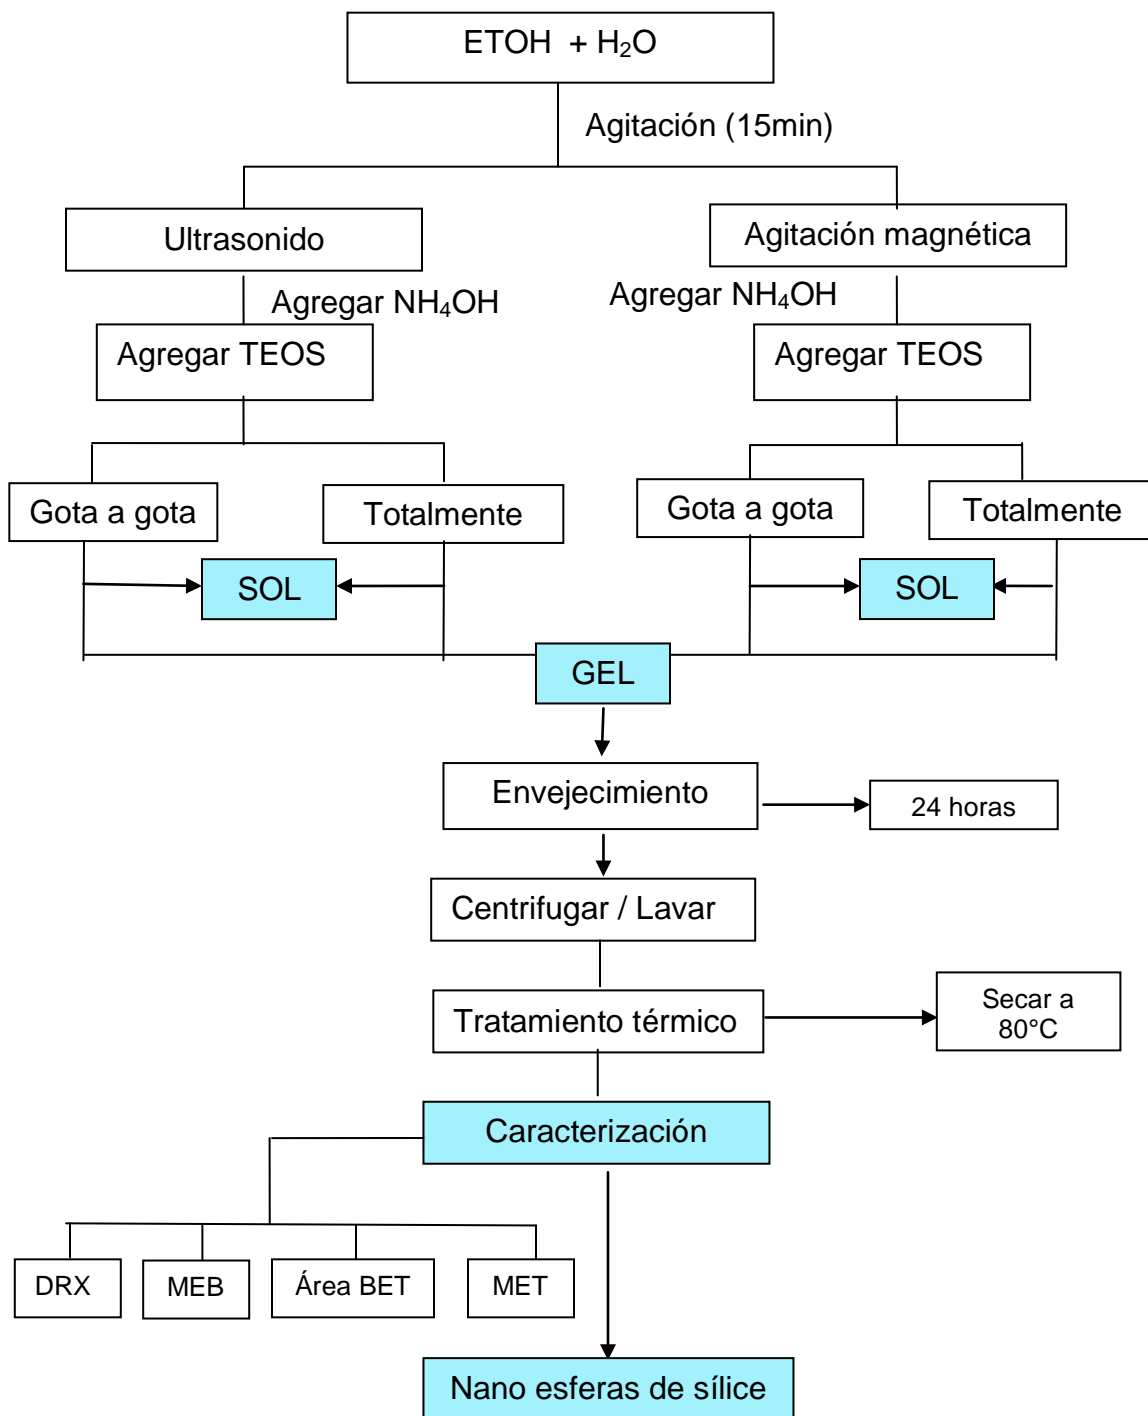 ETOH + H₂O
Agitación (15min)
Ultrasonido
Agitación magnética
Agregar NH₄OH
Agregar NH₄OH
Agregar TEOS
Agregar TEOS
Gota a gota
Totalmente
Gota a gota
Totalmente
SOL
SOL
GEL
Envejecimiento
24 horas
Centrifugar / Lavar
Tratamiento térmico
Secar a
80°C
Caracterización
DRX
MEB
Área BET
MET
Nano esferas de sílice